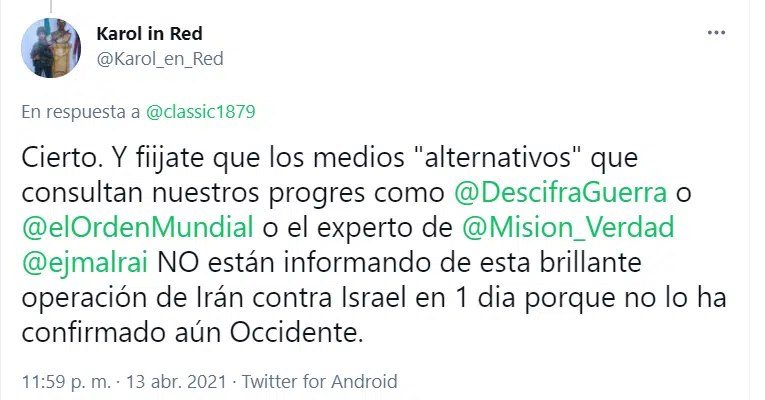 Karol in Red
@Karol_en_Red
En respuesta a @classic1879
Cierto. Y fiijate que los medios "alternativos" que
consultan nuestros progres como @DescifraGuerra o
@elOrdenMundial o el experto de @Mision_Verdad
@ejmalrai NO están informando de esta brillante
operación de Irán contra Israel en 1 dia porque no lo ha
confirmado aún Occidente.
11:59 p. m. · 13 abr. 2021 · Twitter for Android